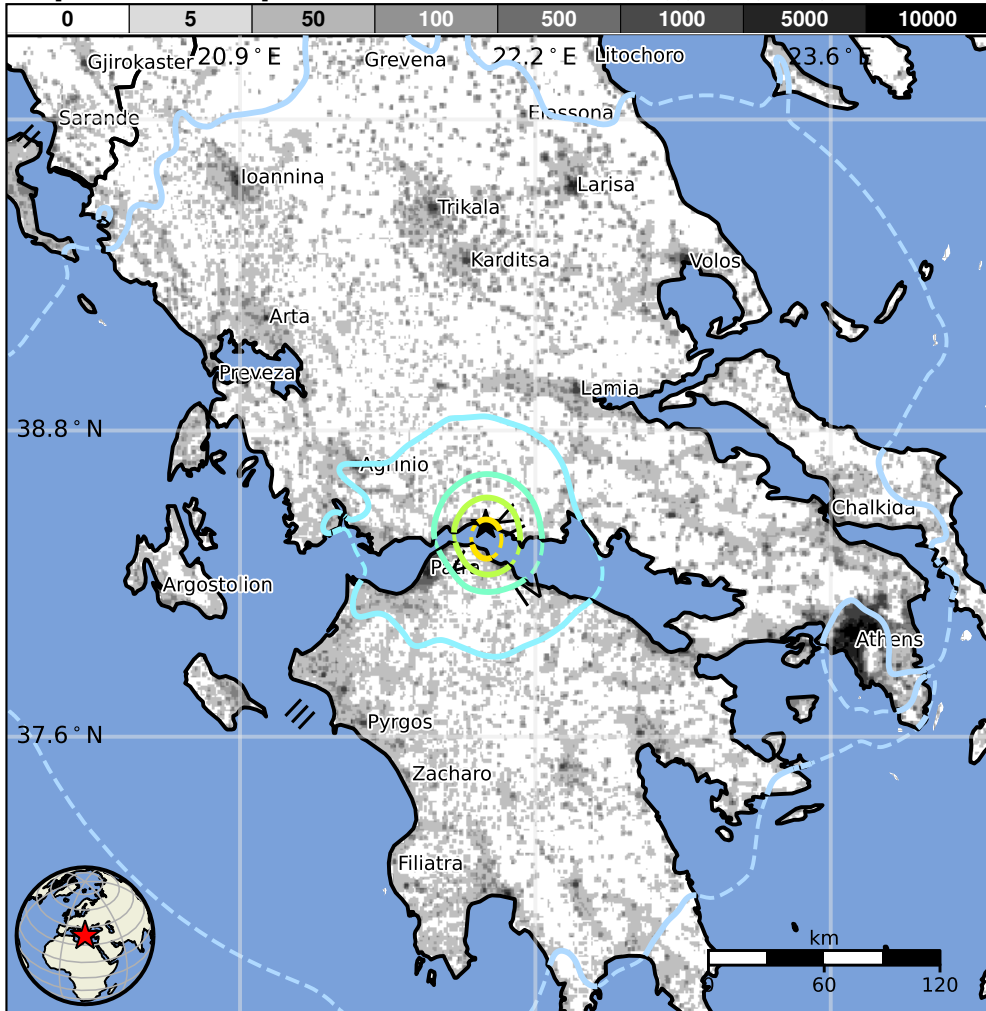 0 5 50 100 500 1000 5000 10000
Gjirokaster 20.9°E Grevena 22.2°E Litochoro 23.6°E
Sarande Elassona
Ioannina Larisa
Trikala
Karditsa Volos
Arta
Preveza Lamia
38.8°N
Agrinio
Chalkida
Patra
Argostolion
Athens
Pyrgos
37.6°N
Zacharo
Filiatra
km
0 60 120